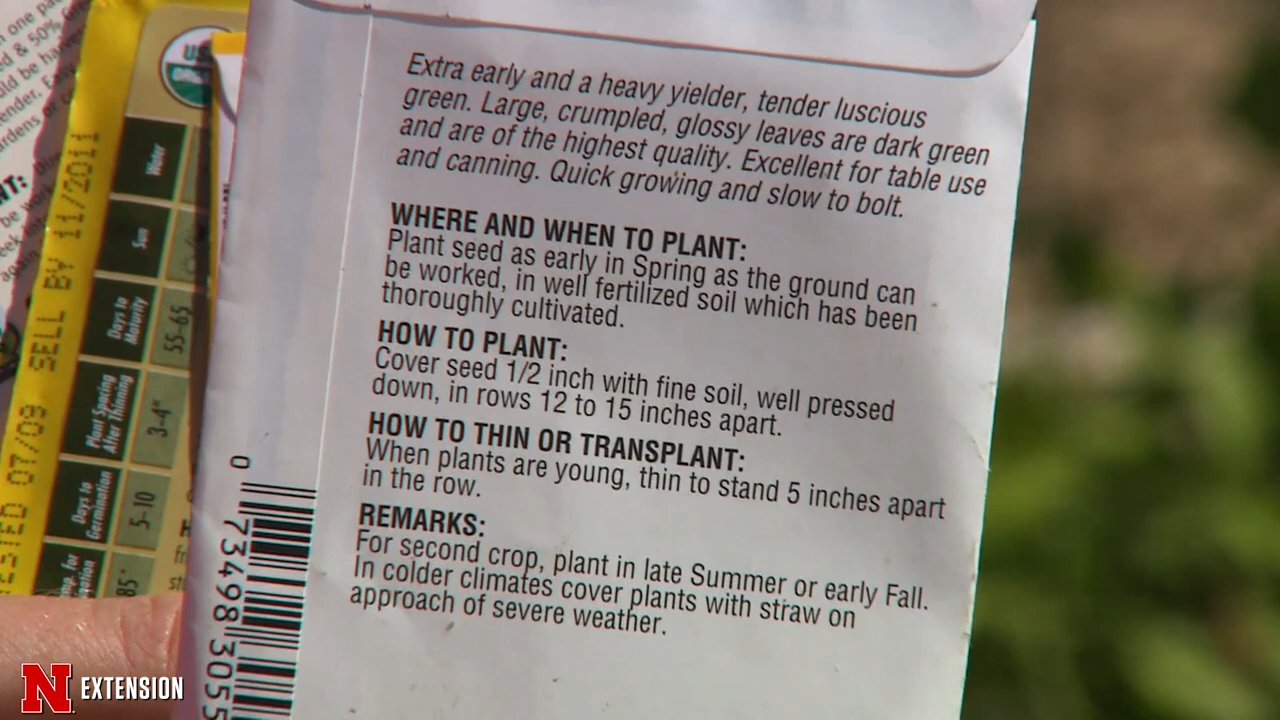 Extra early and a heavy yielder, tender luscious
green. Large, crumpled, glossy leaves are dark green
and are of the highest quality. Excellent for table use
and canning. Quick growing and slow to bolt.
WHERE AND WHEN TO PLANT:
Plant seed as early in Spring as the ground can
be worked, in well fertilized soil which has been
thoroughly cultivated.
HOW TO PLANT:
Cover seed 1/2 inch with fine soil, well pressed
down, in rows 12 to 15 inches apart.
HOW TO THIN OR TRANSPLANT:
When plants are young, thin to stand 5 inches apart
in the row.
REMARKS:
For second crop, plant in late Summer or early Fall.
In colder climates cover plants with straw on
approach of severe weather.
0 73498 3055
SELL BY 11/2011
07/09
Water
Sun
Days to
Maturity
55-65
Plant Spacing
After Thinning
3-4"
Days to
Germination
5-10
85°
one
& 50%
N EXTENSION